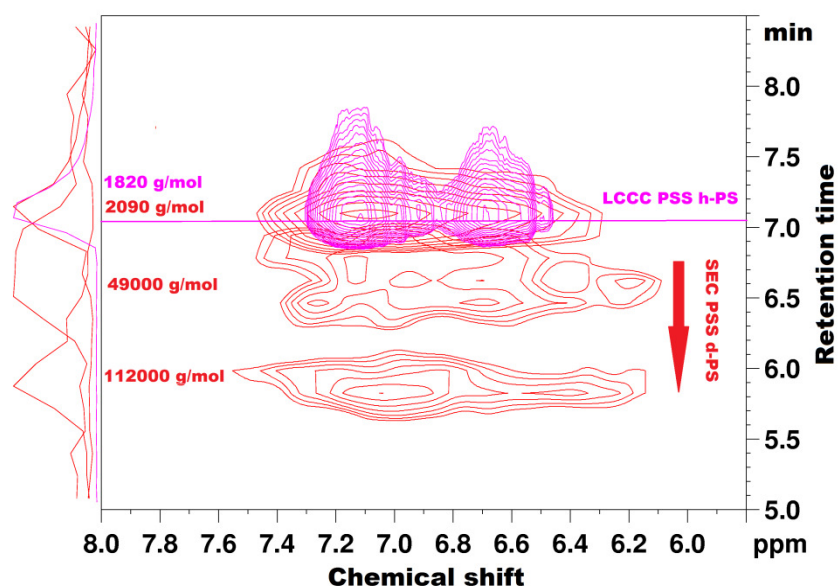 min
8.0
7.5
1820 g/mol
LCCC PSS h-PS
2090 g/mol
7.0
49000 g/mol
6.5
SEC PSS d-PS
Retention time
112000 g/mol
6.0
5.5
5.0
8.0 7.8 7.6 7.4 7.2 7.0 6.8 6.6 6.4 6.2 6.0 ppm
Chemical shift